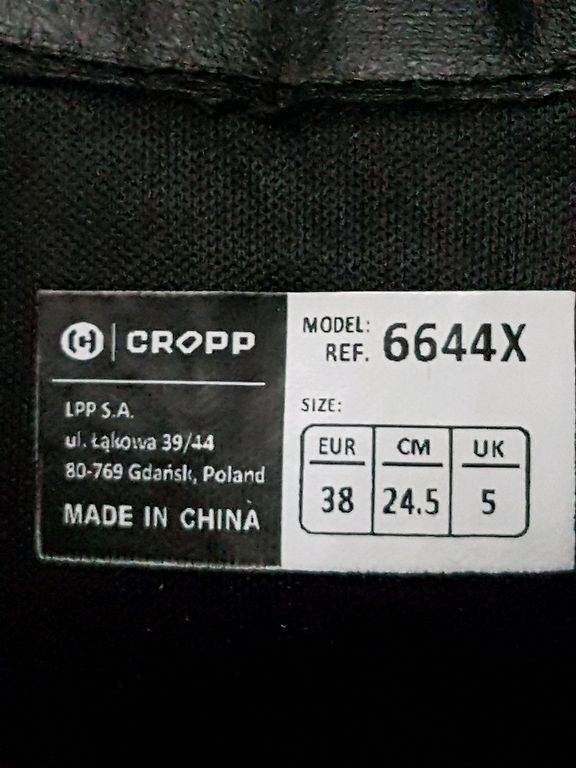 CROPP
LPP S.A.
ul. Łąkowa 39/44
80-769 Gdańsk, Poland
MADE IN CHINA
MODEL:
REF. 6644X
SIZE:
EUR CM UK
38 24.5 5